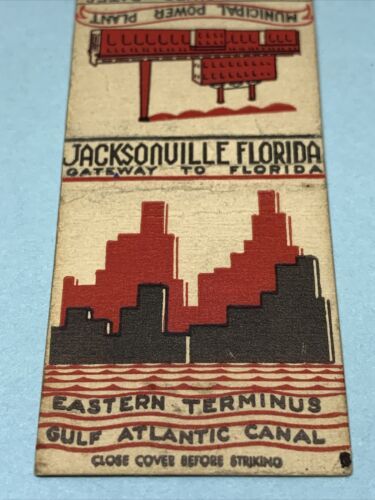 MUNICIPAL POWER PLANT
JACKSONVILLE FLORIDA
GATEWAY TO FLORIDA
EASTERN TERMINUS
GULF ATLANTIC CANAL
CLOSE COVER BEFORE STRIKING